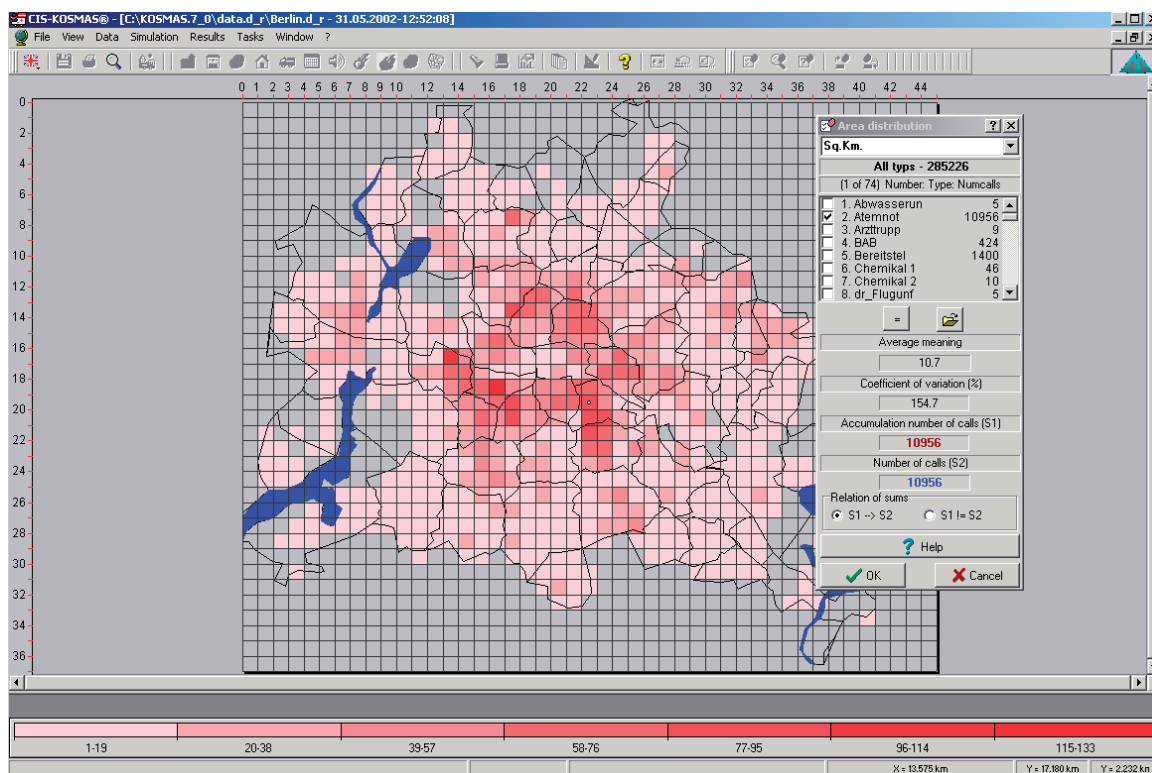 CIS-KOSMAS® - [C:\KOSMAS.7_0\data.d_r\Berlin.d_r - 31.05.2002-12:52:08]
File View Data Simulation Results Tasks Window ?
0 1 2 3 4 5 6 7 8 9 10 12 14 16 18 20 22 24 26 28 30 32 34 36 38 40 42 44
0
2
4
6
8
10
12
14
16
18
20
22
24
26
28
30
32
34
36
Area distribution
Sq.Km.
All typs - 285226
(1 of 74) Number: Type: Numcalls
1. Abwasserun 5
2. Atemnot 10956
3. Arzttrupp 9
4. BAB 424
5. Bereitstel 1400
6. Chemikal 1 46
7. Chemikal 2 10
8. dr_Flugunf 5
=
Average meaning
10.7
Coefficient of variation (%)
154.7
Accumulation number of calls (S1)
10956
Number of calls (S2)
10956
Relation of sums
S1 --> S2 S1 != S2
? Help
OK Cancel
1-19 20-38 39-57 58-76 77-95 96-114 115-133
X = 13.575 km Y = 17.180 km Y = 2.232 kn